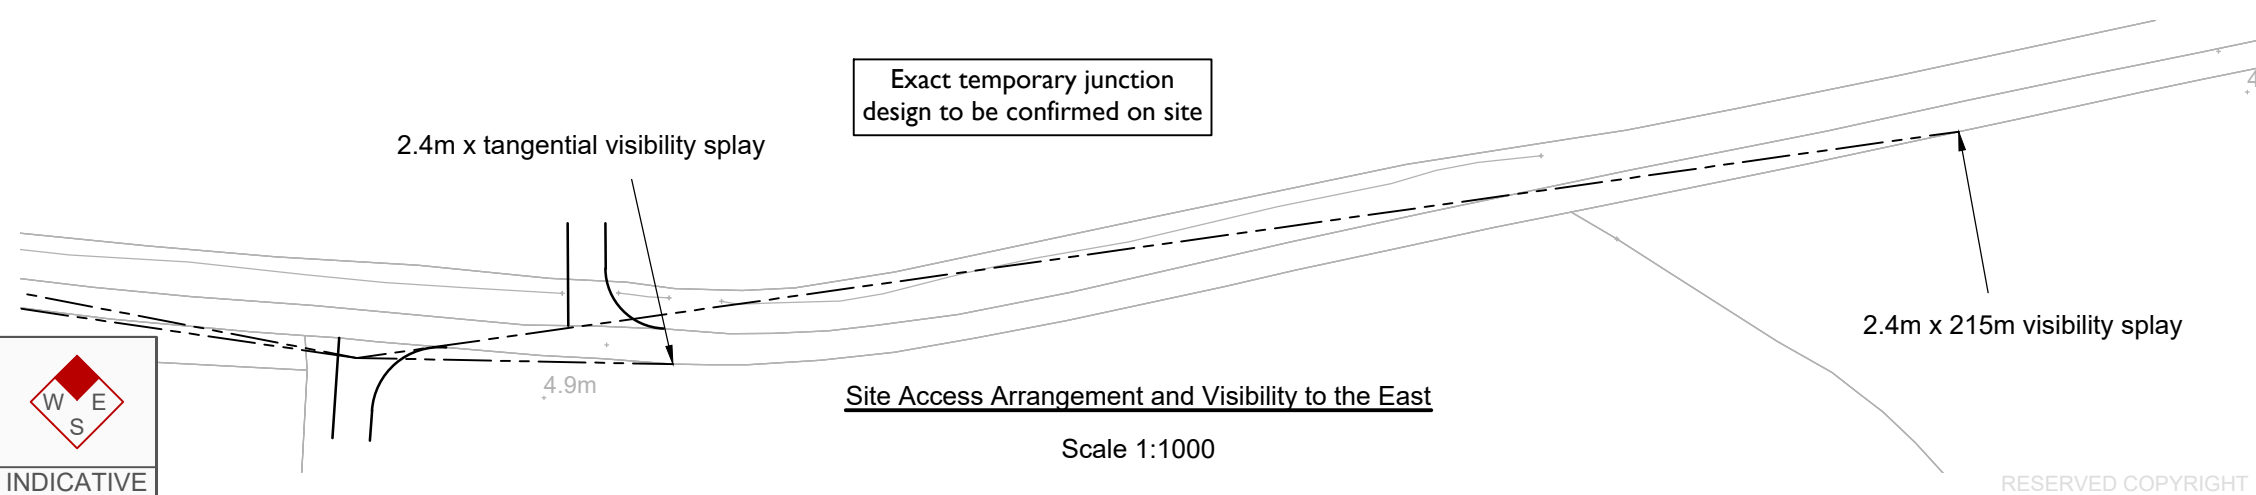 Exact temporary junction
design to be confirmed on site
2.4m x tangential visibility splay
4
2.4m x 215m visibility splay
4.9m
Site Access Arrangement and Visibility to the East
Scale 1:1000
W E
S
INDICATIVE
RESERVED COPYRIGHT